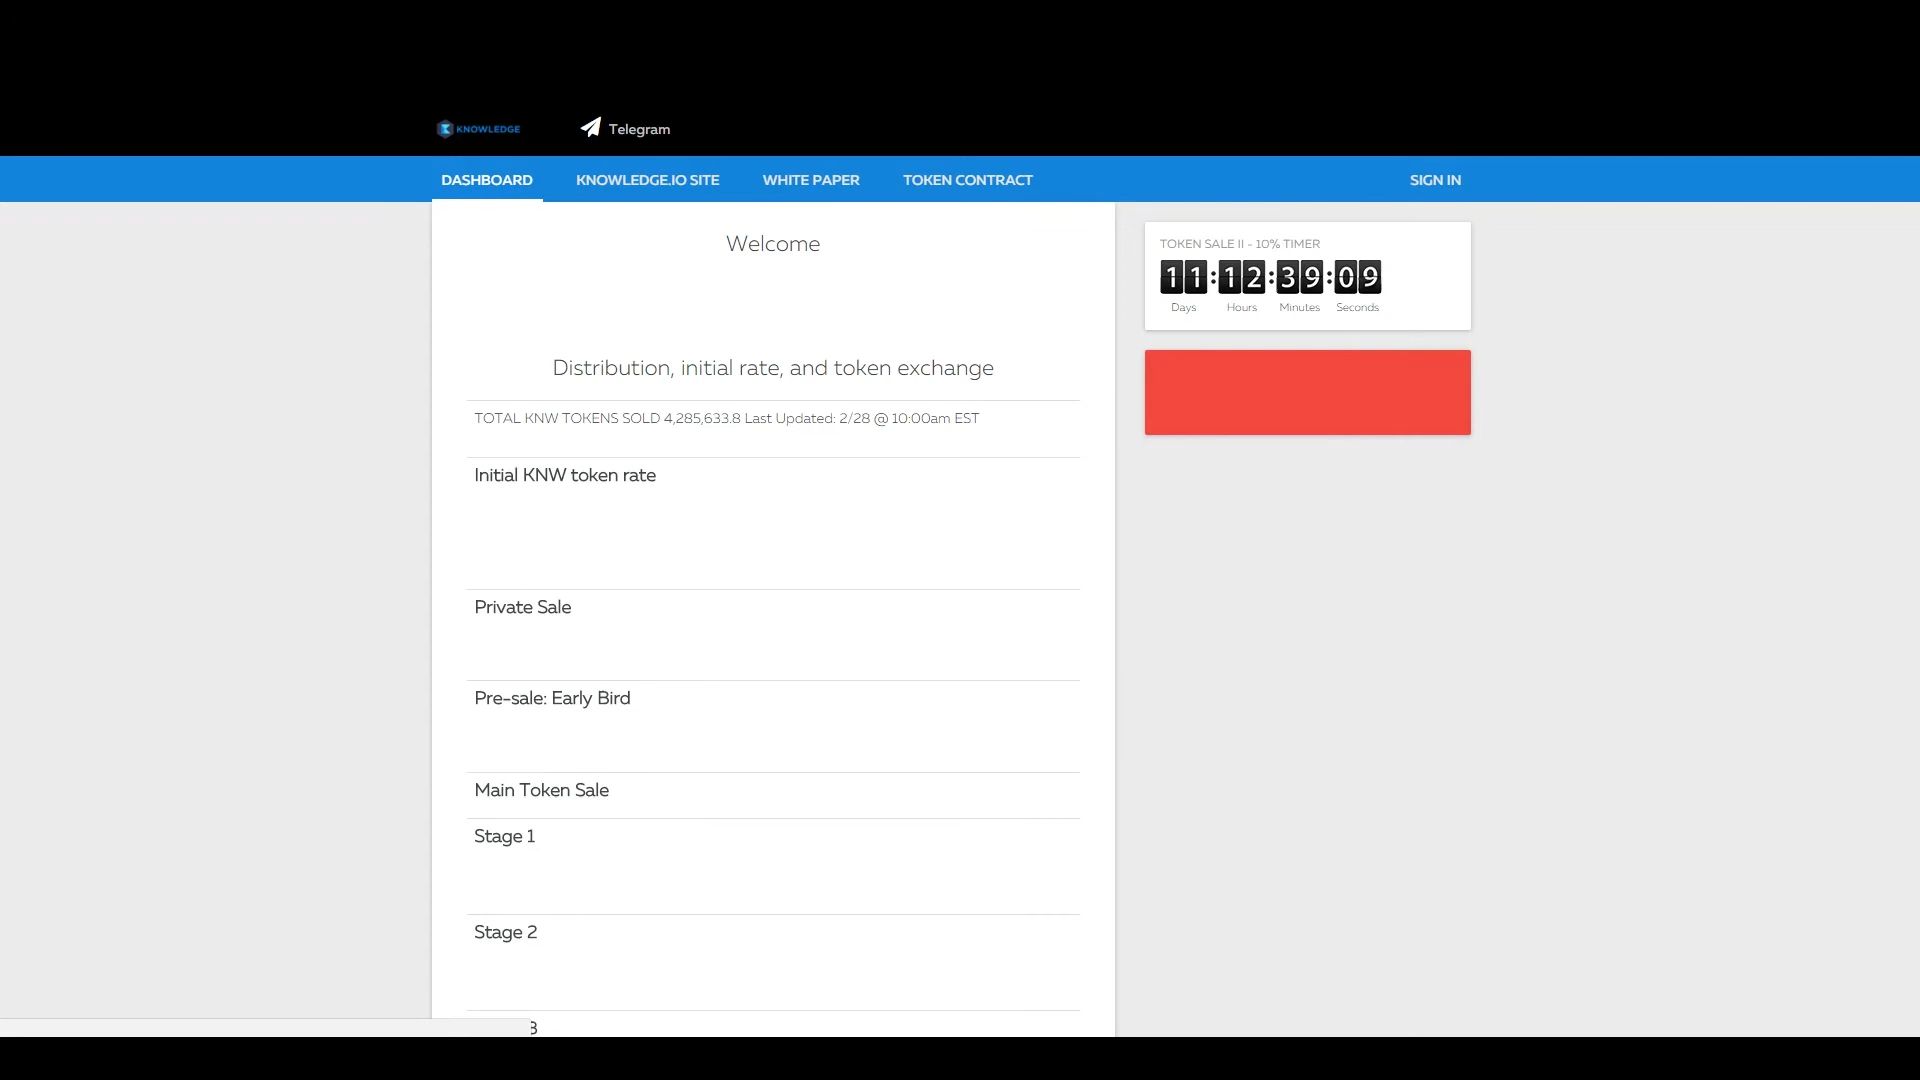 KNOWLEDGE
Telegram
DASHBOARD KNOWLEDGE.IO SITE WHITE PAPER TOKEN CONTRACT SIGN IN
Welcome
Distribution, initial rate, and token exchange
TOTAL KNW TOKENS SOLD 4,285,633.8 Last Updated: 2/28 @ 10:00am EST
Initial KNW token rate
Private Sale
Pre-sale: Early Bird
Main Token Sale
Stage 1
Stage 2
TOKEN SALE II - 10% TIMER
11:12:39:09
Days Hours Minutes Seconds